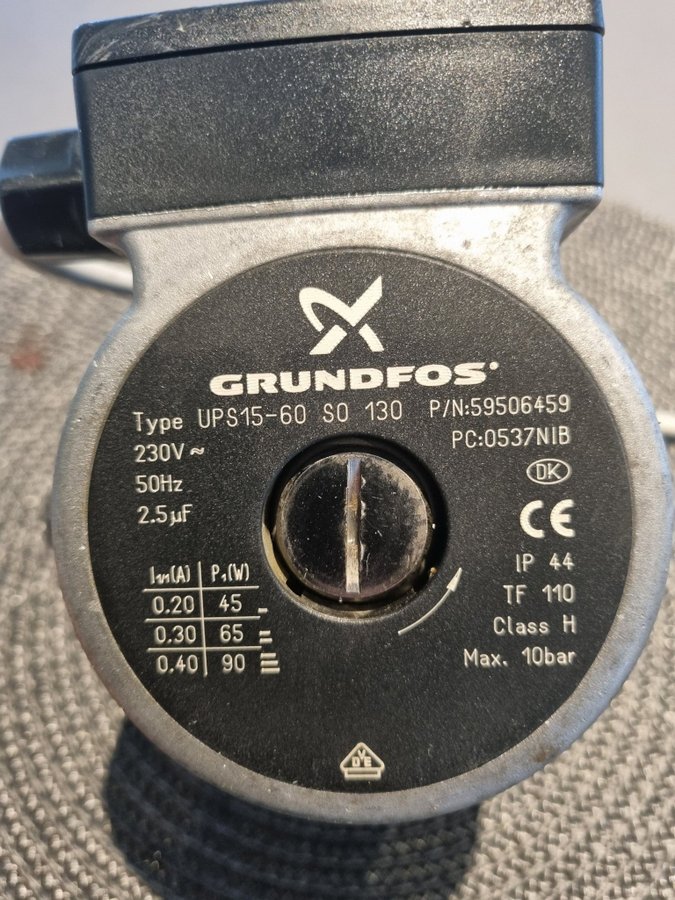 GRUNDFOS
Type UPS15-60 SO 130 P/N:59506459
230V ~ PC:0537NIB
50Hz DK
2.5µF CE
I1/1(A) P1(W) IP 44
0.20 45 TF 110
0.30 65 Class H
0.40 90 Max. 10bar
VDE